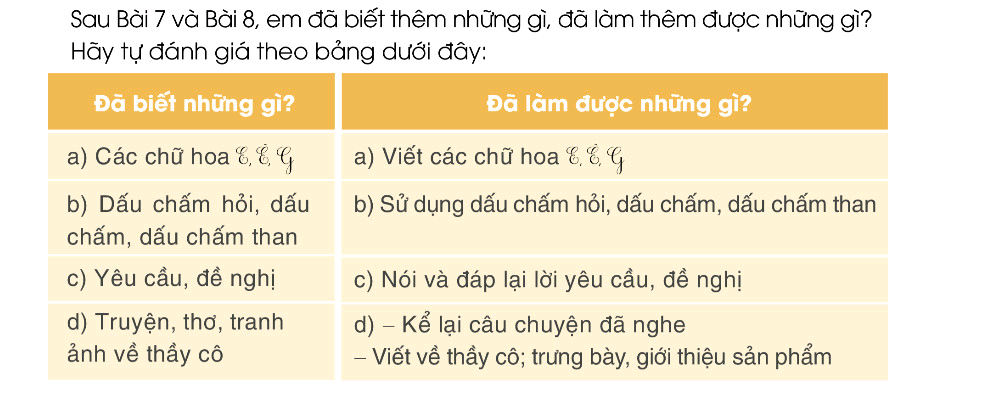 Sau Bài 7 và Bài 8, em đã biết thêm những gì, đã làm thêm được những gì?
Hãy tự đánh giá theo bảng dưới đây:
Đã biết những gì?
Đã làm được những gì?
a) Các chữ hoa E, Ê, G
a) Viết các chữ hoa E, Ê, G
b) Dấu chấm hỏi, dấu
chấm, dấu chấm than
b) Sử dụng dấu chấm hỏi, dấu chấm, dấu chấm than
c) Yêu cầu, đề nghị
c) Nói và đáp lại lời yêu cầu, đề nghị
d) Truyện, thơ, tranh
ảnh về thầy cô
d) – Kể lại câu chuyện đã nghe
– Viết về thầy cô; trưng bày, giới thiệu sản phẩm